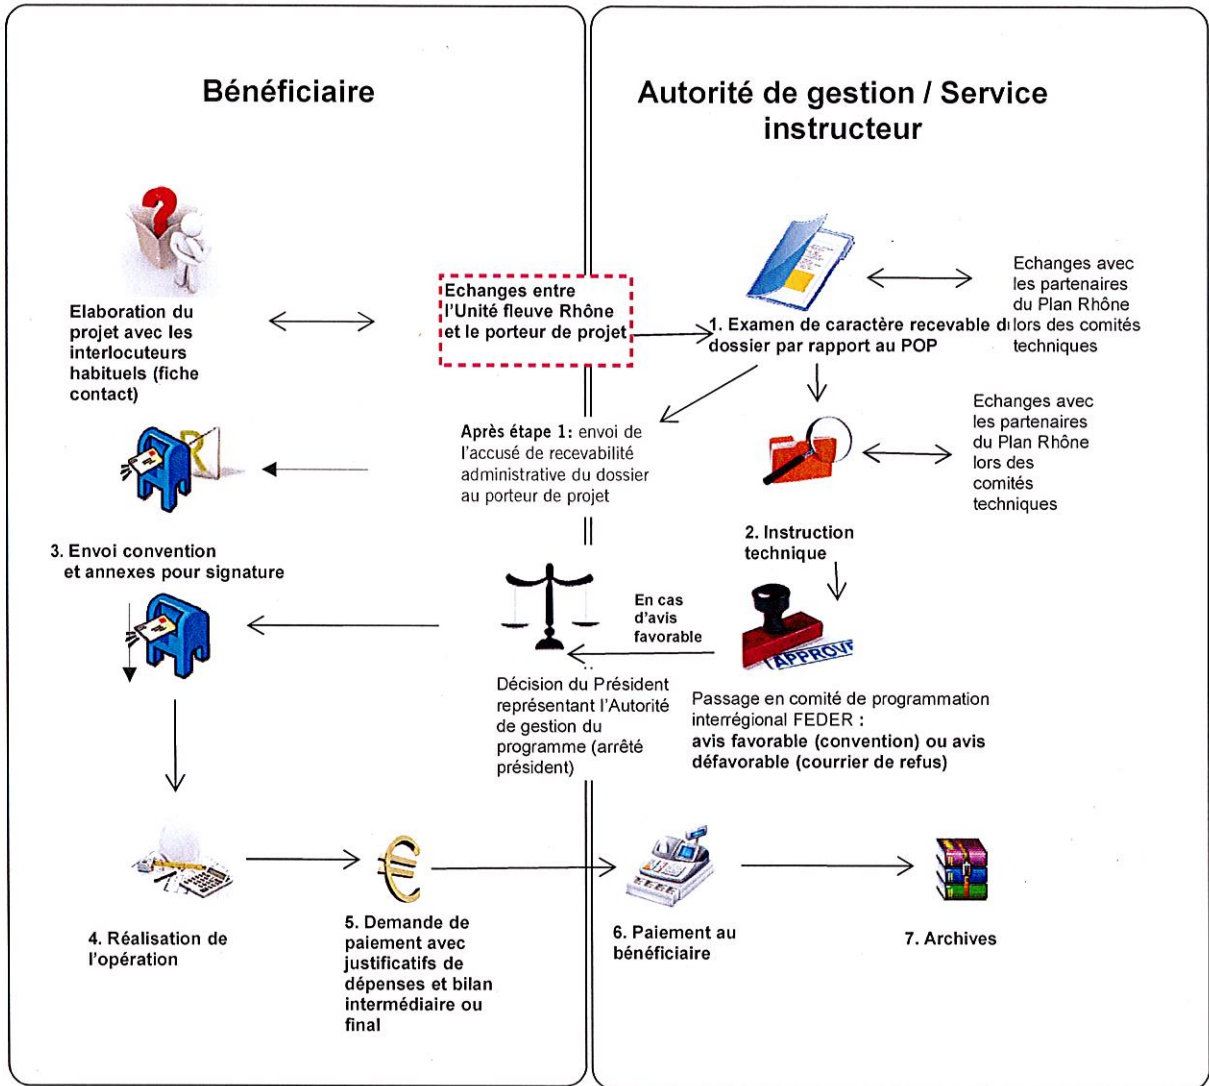 Bénéficiaire
Autorité de gestion / Service
instructeur
Elaboration du
projet avec les
interlocuteurs
habituels (fiche
contact)
Echanges entre
l'Unité fleuve Rhône
et le porteur de projet
1. Examen de caractère recevable du
dossier par rapport au POP
Echanges avec
les partenaires
du Plan Rhône
lors des comités
techniques
Après étape 1: envoi de
l'accusé de recevabilité
administrative du dossier
au porteur de projet
Echanges avec
les partenaires
du Plan Rhône
lors des
comités
techniques
R
2. Instruction
technique
3. Envoi convention
et annexes pour signature
En cas
d'avis
favorable
APPROVE
Décision du Président
représentant l'Autorité
de gestion du
programme (arrêté
président)
Passage en comité de programmation
interrégional FEDER :
avis favorable (convention) ou avis
défavorable (courrier de refus)
€
4. Réalisation de
l'opération
5. Demande de
paiement avec
justificatifs de
dépenses et bilan
intermédiaire ou
final
6. Paiement au
bénéficiaire
7. Archives